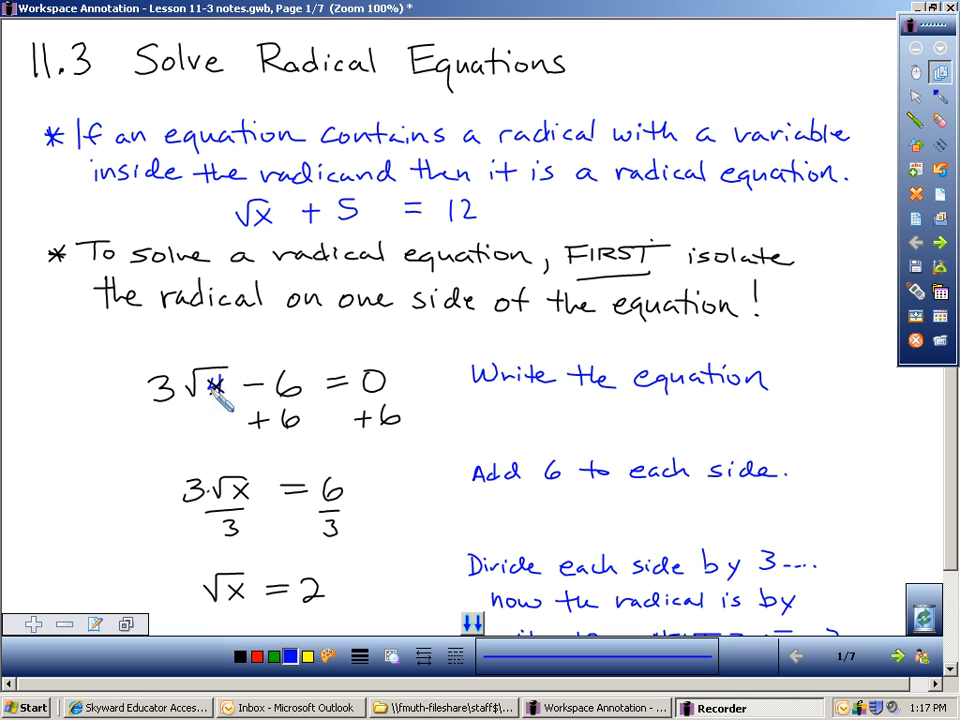 Workspace Annotation - Lesson 11-3 notes.gwb, Page 1/7 (Zoom 100%) *
11.3 Solve Radical Equations
* If an equation contains a radical with a variable
inside the radicand then it is a radical equation.
√x + 5 = 12
* To solve a radical equation, FIRST isolate
the radical on one side of the equation!
3√x - 6 = 0 Write the equation
+6 +6
3·√x = 6 Add 6 to each side.
3 3
√x = 2 Divide each side by 3....
now the radical is by
1/7
Start
Skyward Educator Acces...
Inbox - Microsoft Outlook
\\fmuth-fileshare\staff$\...
Workspace Annotation - ...
Recorder
1:17 PM